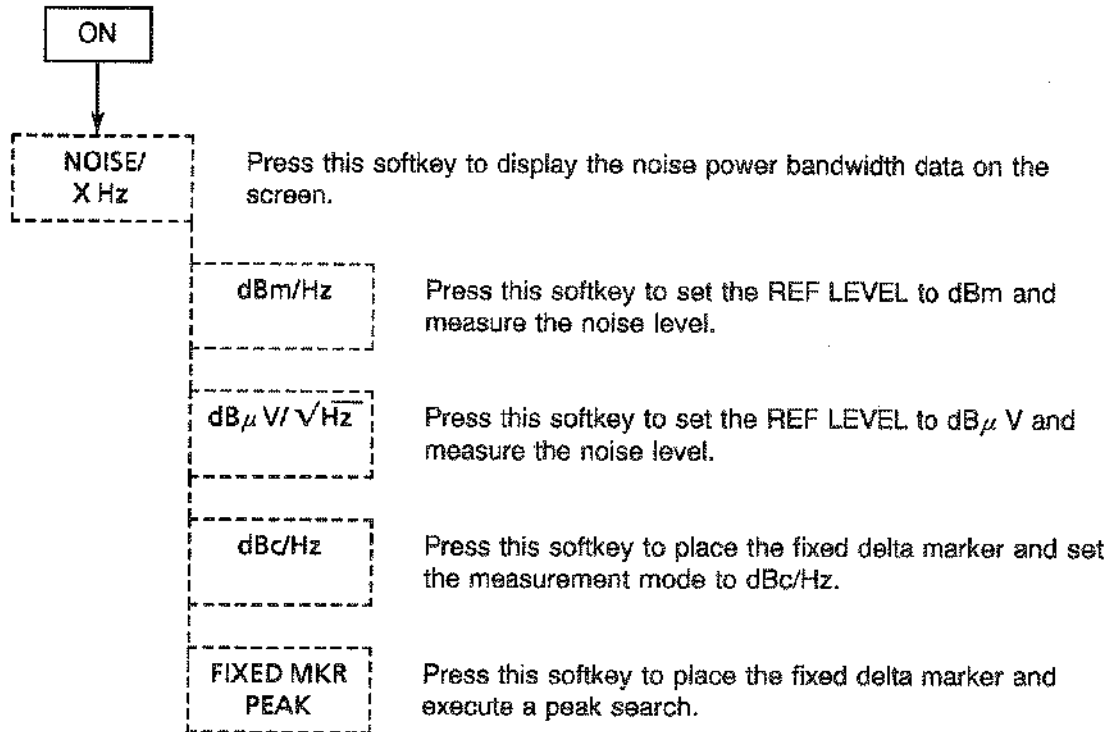 ON
NOISE/
X Hz
Press this softkey to display the noise power bandwidth data on the
screen.
dBm/Hz
Press this softkey to set the REF LEVEL to dBm and
measure the noise level.
dBμ V/ √Hz
Press this softkey to set the REF LEVEL to dBμ V and
measure the noise level.
dBc/Hz
Press this softkey to place the fixed delta marker and set
the measurement mode to dBc/Hz.
FIXED MKR
PEAK
Press this softkey to place the fixed delta marker and
execute a peak search.